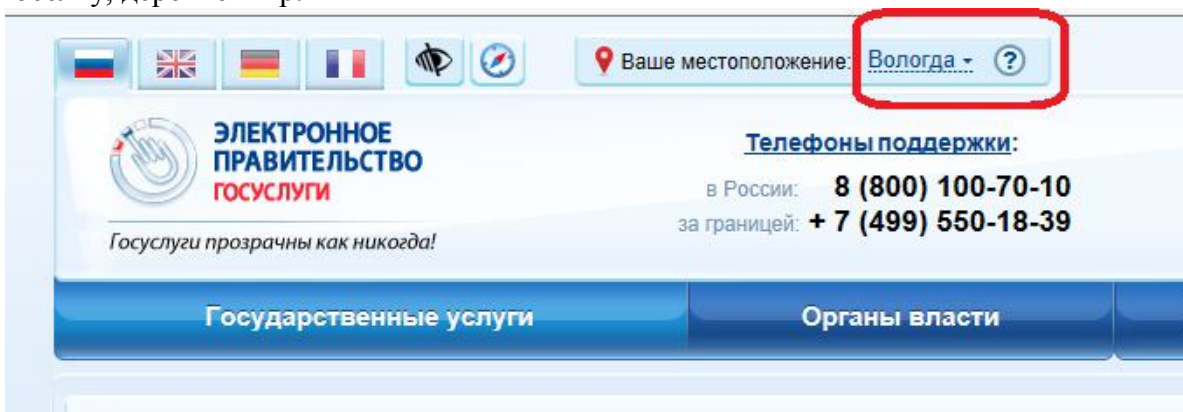 Ваше местоположение: Вологда ?
ЭЛЕКТРОННОЕ
ПРАВИТЕЛЬСТВО
ГОСУСЛУГИ
Госуслуги прозрачны как никогда!
Телефоны поддержки:
в России: 8 (800) 100-70-10
за границей: + 7 (499) 550-18-39
Государственные услуги
Органы власти